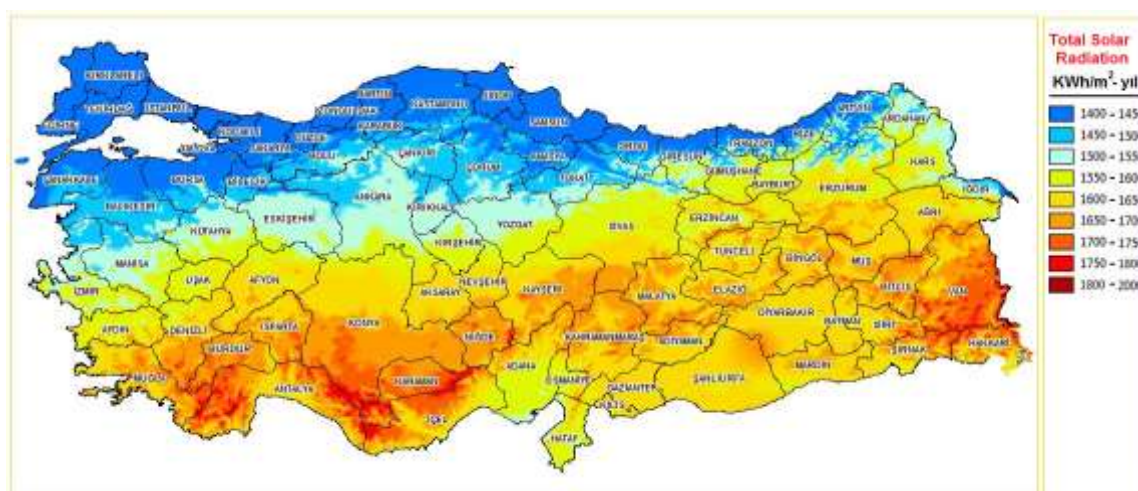 KIRKLARELİ
TEKİRDAĞ
İSTANBUL
EDİRNE
KOCAELİ
YALOVA
SAKARYA
DÜZCE
BOLU
ZONGULDAK
BARTIN
KARABÜK
KASTAMONU
SİNOP
SAMSUN
ÇANKIRI
ÇORUM
AMASYA
TOKAT
ORDU
GİRESUN
TRABZON
RİZE
ARTVİN
ARDAHAN
KARS
IĞDIR
AĞRI
GÜMÜŞHANE
BAYBURT
ERZURUM
ERZİNCAN
ÇANAKKALE
BALIKESİR
BURSA
BİLECİK
ESKİŞEHİR
KÜTAHYA
ANKARA
KIRIKKALE
KIRŞEHİR
YOZGAT
SİVAS
TUNCELİ
BİNGÖL
MUŞ
BİTLİS
VAN
MANİSA
İZMİR
UŞAK
AFYON
AKSARAY
NEVŞEHİR
KAYSERİ
MALATYA
ELAZIĞ
DİYARBAKIR
BATMAN
SİİRT
ŞIRNAK
HAKKARİ
AYDIN
DENİZLİ
ISPARTA
BURDUR
KONYA
NİĞDE
KAHRAMANMARAŞ
ADIYAMAN
MARDİN
ŞANLIURFA
MUĞLA
ANTALYA
KARAMAN
İÇEL
ADANA
OSMANİYE
GAZİANTEP
KİLİS
HATAY
Total Solar
Radiation
KWh/m²- yıl
1400 - 145
1450 - 150
1500 - 155
1350 - 160
1600 - 165
1650 - 170
1700 - 175
1750 - 180
1800 - 200